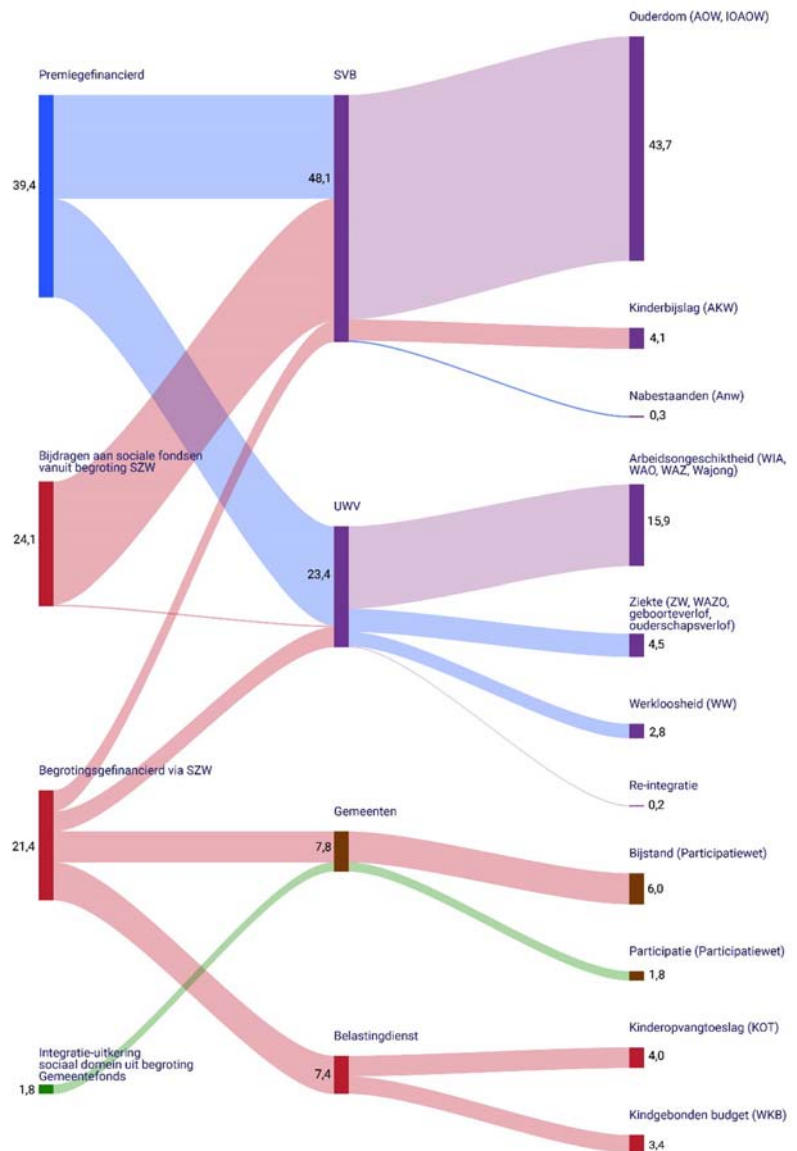 Premiegefinancierd
39,4
Bijdragen aan sociale fondsen
vanuit begroting SZW
24,1
Begrotingsgefinancierd via SZW
21,4
Integratie-uitkering
sociaal domein uit begroting
Gemeentefonds
1,8
SVB
48,1
UWV
23,4
Gemeenten
7,8
Belastingdienst
7,4
Ouderdom (AOW, IOAOW)
43,7
Kinderbijslag (AKW)
4,1
Nabestaanden (Anw)
0,3
Arbeidsongeschiktheid (WIA,
WAO, WAZ, Wajong)
15,9
Ziekte (ZW, WAZO,
geboorteverlof,
ouderschapsverlof)
4,5
Werkloosheid (WW)
2,8
Re-integratie
0,2
Bijstand (Participatiewet)
6,0
Participatie (Participatiewet)
1,8
Kinderopvangtoeslag (KOT)
4,0
Kindgebonden budget (WKB)
3,4